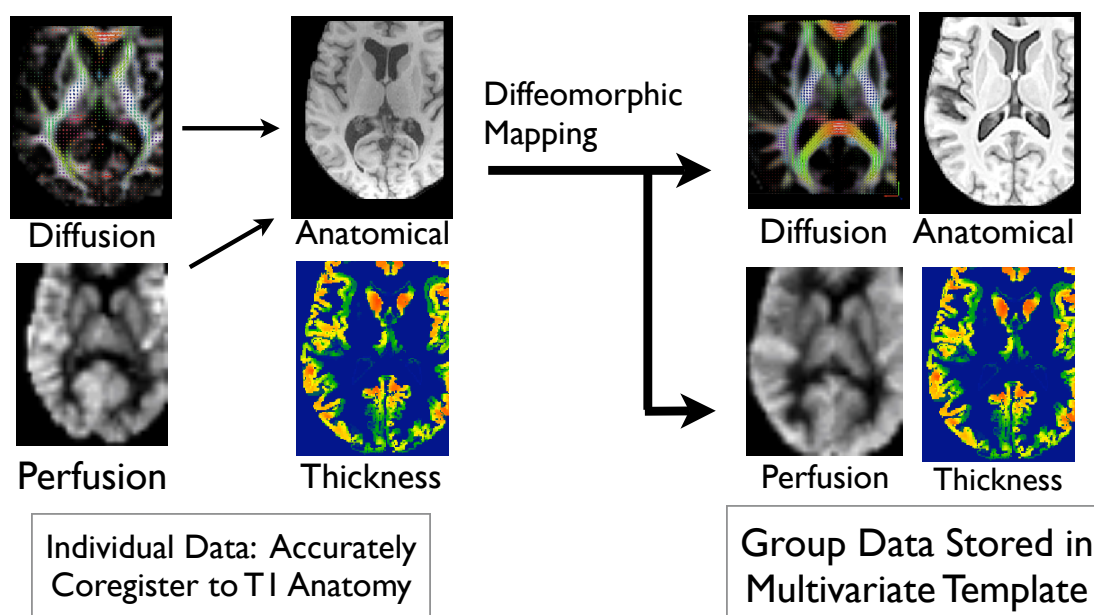 Diffusion
Anatomical
Perfusion
Thickness
Individual Data: Accurately
Coregister to T1 Anatomy
Diffeomorphic
Mapping
Diffusion
Anatomical
Perfusion
Thickness
Group Data Stored in
Multivariate Template